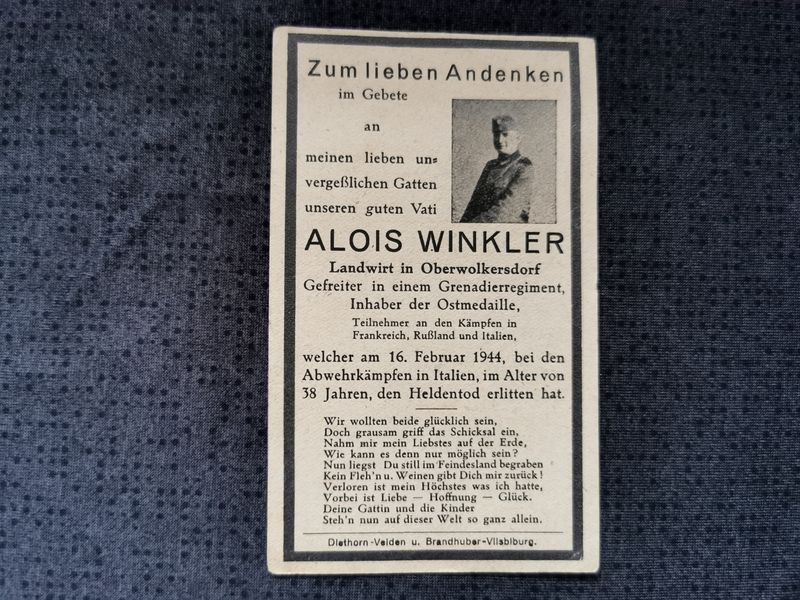 Zum lieben Andenken
im Gebete
an
meinen lieben un=
vergeßlichen Gatten
unseren guten Vati
ALOIS WINKLER
Landwirt in Oberwolkersdorf
Gefreiter in einem Grenadierregiment,
Inhaber der Ostmedaille,
Teilnehmer an den Kämpfen in
Frankreich, Rußland und Italien,
welcher am 16. Februar 1944, bei den
Abwehrkämpfen in Italien, im Alter von
38 Jahren, den Heldentod erlitten hat.
Wir wollten beide glücklich sein,
Doch grausam griff das Schicksal ein,
Nahm mir mein Liebstes auf der Erde,
Wie kann es denn nur möglich sein?
Nun liegst Du still im Feindesland begraben
Kein Fleh'n u. Weinen gibt Dich mir zurück!
Verloren ist mein Höchstes was ich hatte,
Vorbei ist Liebe — Hoffnung — Glück.
Deine Gattin und die Kinder
Steh'n nun auf dieser Welt so ganz allein.
Diethorn-Velden u. Brandhuber-Vilsbiburg.